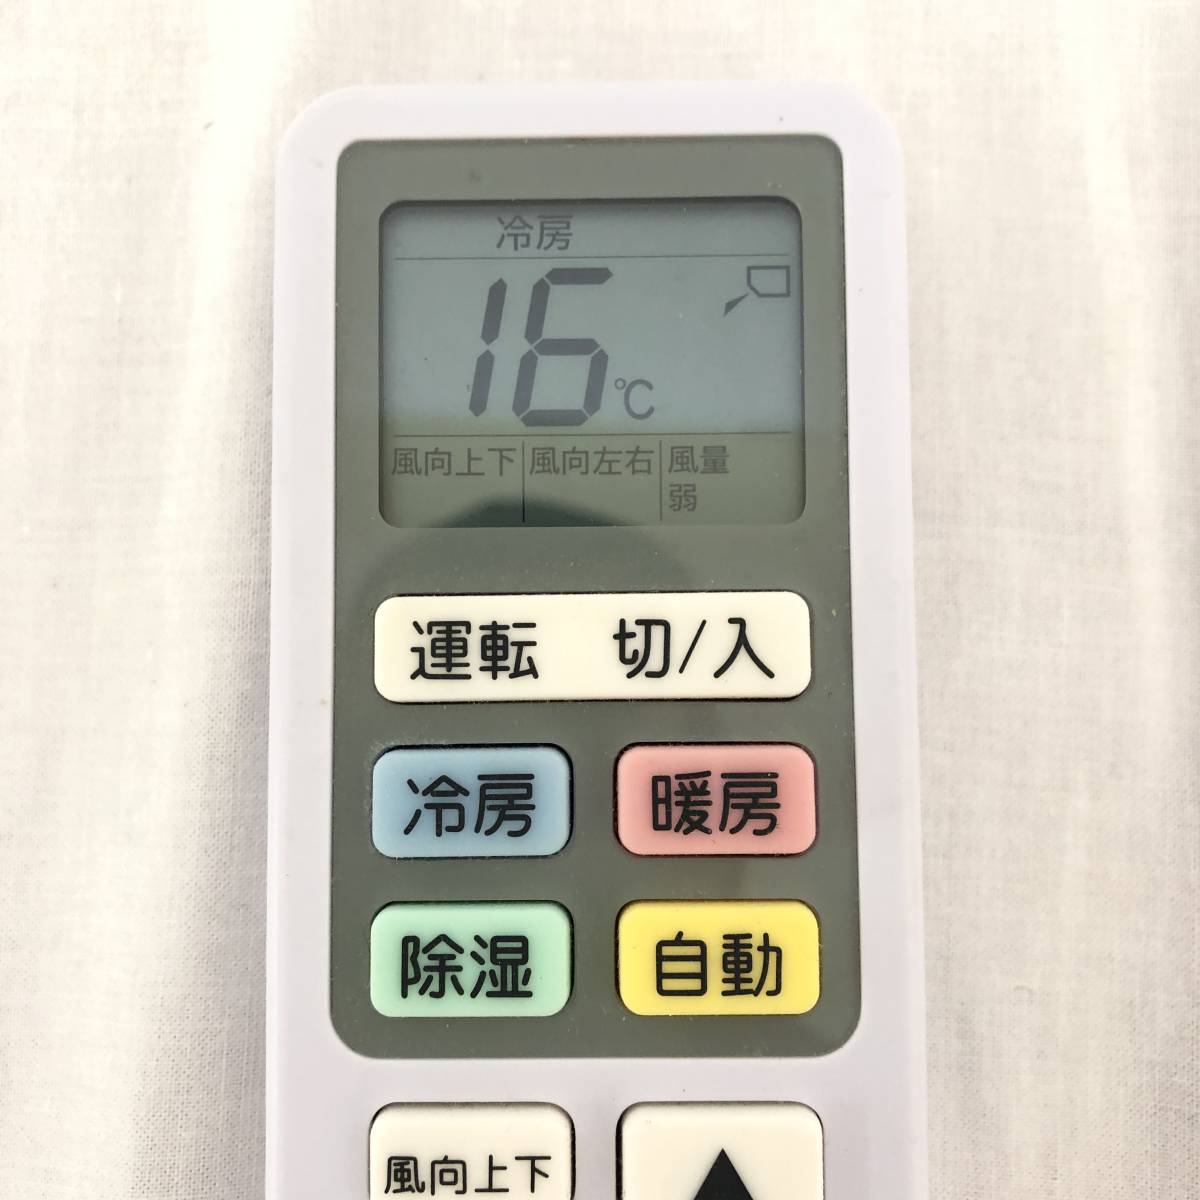 冷房
16℃
風向上下 風向左右 風量
弱
運転 切/入
冷房 暖房
除湿 自動
風向上下